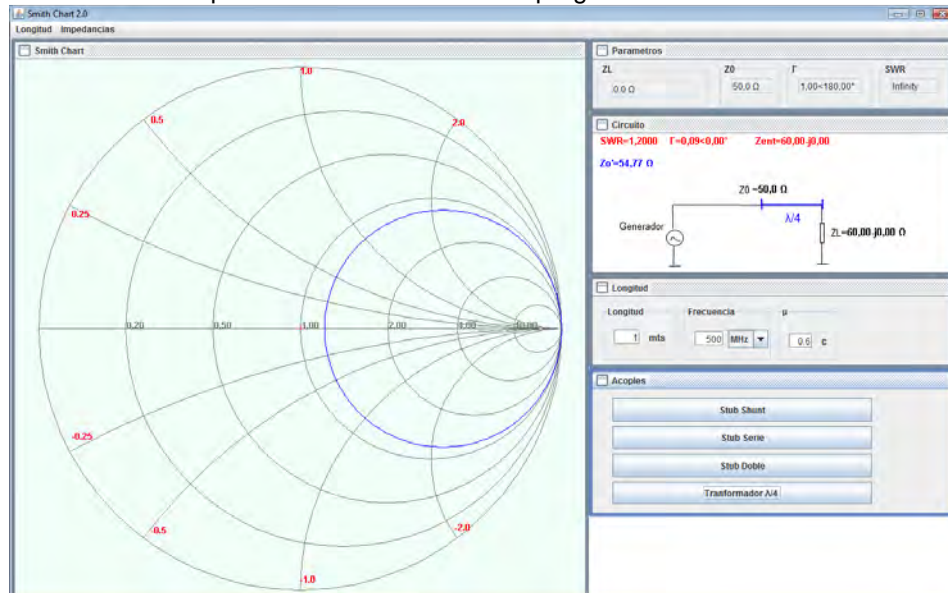 Smith Chart 2.0
Longitud Impedancias
Smith Chart
1.0
0.5
2.0
0.25
0,20 0,50 1,00 2,00 4,00
-0.25
-0.5
-2.0
-1.0
Parametros
ZL Z0 Γ SWR
0.0 Ω 50,0 Ω 1,00<180,00° Infinity
Circuito
SWR=1,2000 Γ=0,09<0,00° Zent=60,00-j0,00
Zo'=54,77 Ω
Z0 =50,0 Ω
λ/4
Generador
ZL=60,00-j0,00 Ω
Longitud
Longitud Frecuencia μ
1 mts 500 MHz 0.6 c
Acoples
Stub Shunt
Stub Serie
Stub Doble
Tranformador λ/4